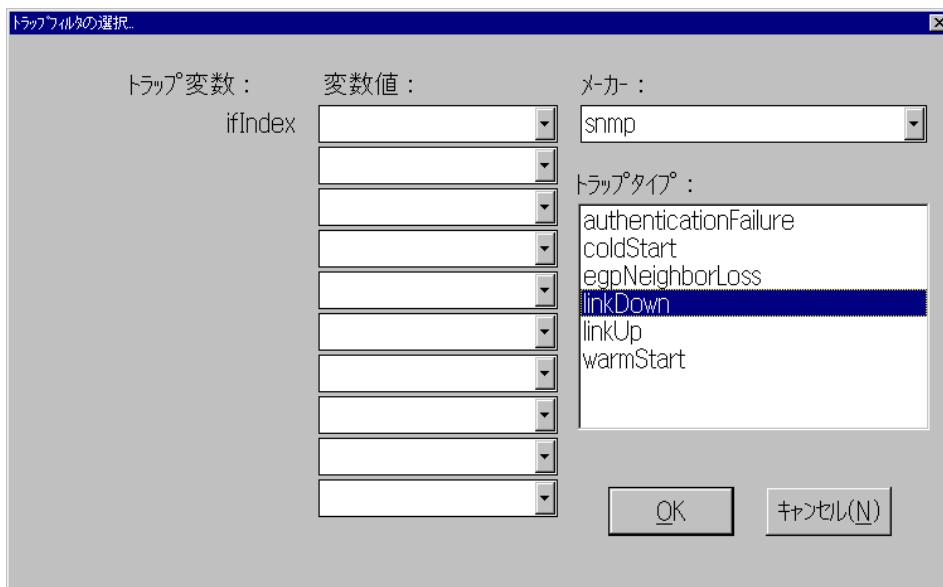 トラップフィルタの選択..
トラップ変数：
変数値：
ifIndex
メーカー：
snmp
トラップタイプ：
authenticationFailure
coldStart
egpNeighborLoss
linkDown
linkUp
warmStart
OK
キャンセル(N)